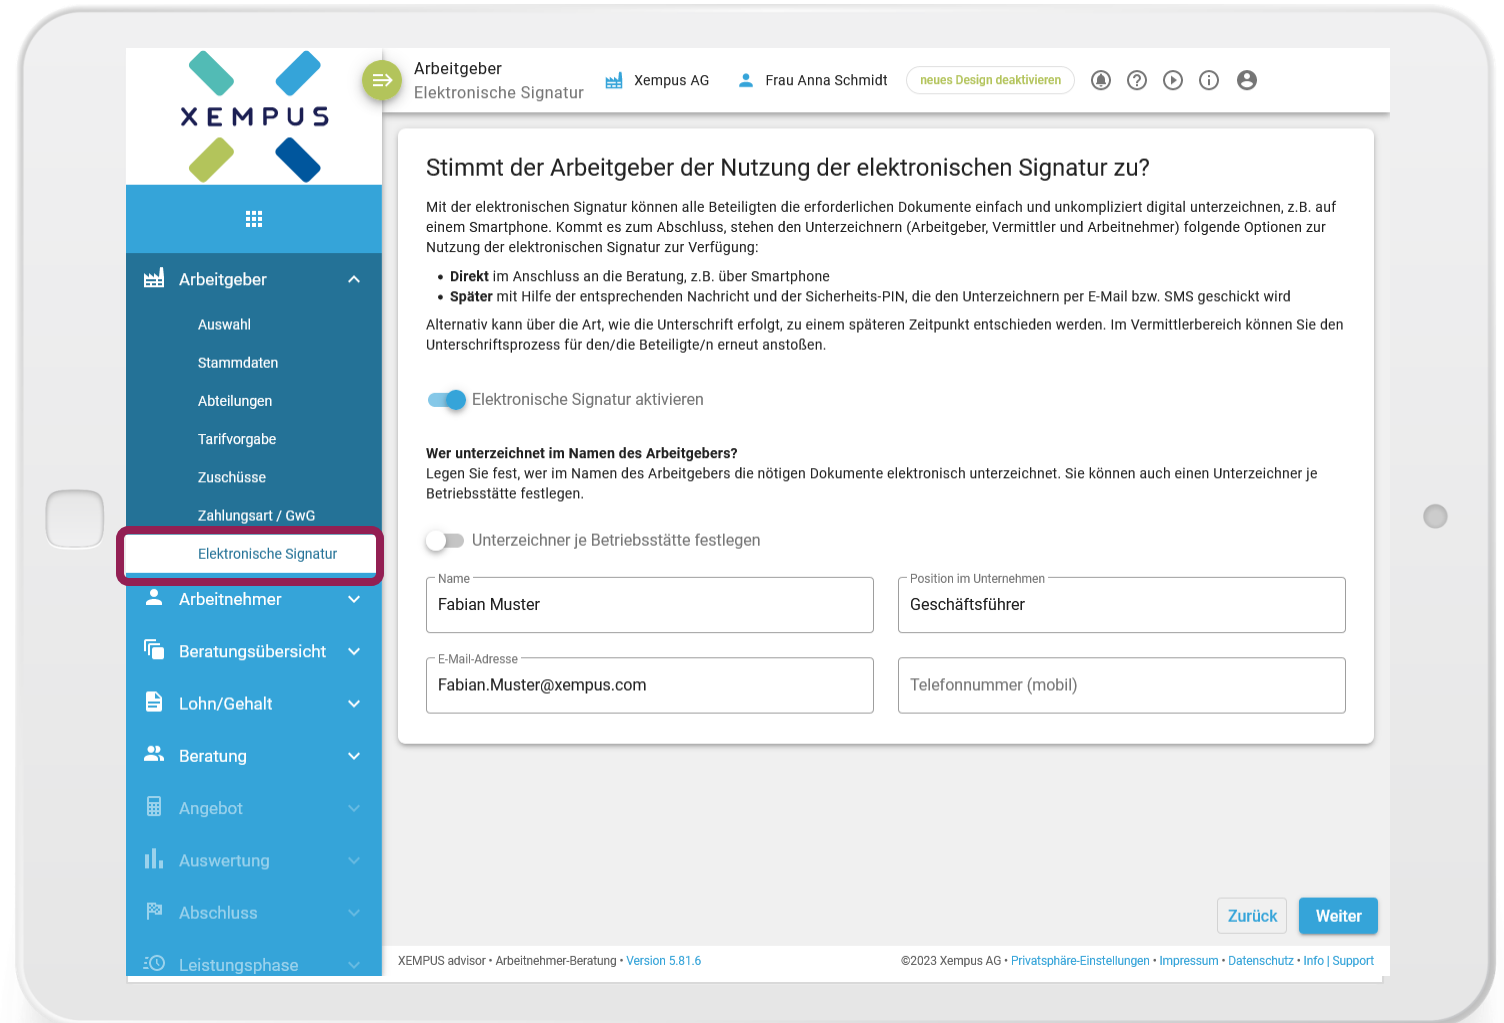 XEMPUS
Arbeitgeber
Elektronische Signatur
Xempus AG
Frau Anna Schmidt
neues Design deaktivieren
Arbeitgeber
Auswahl
Stammdaten
Abteilungen
Tarifvorgabe
Zuschüsse
Zahlungsart / GwG
Elektronische Signatur
Arbeitnehmer
Beratungsübersicht
Lohn/Gehalt
Beratung
Angebot
Auswertung
Abschluss
Leistungsphase
Stimmt der Arbeitgeber der Nutzung der elektronischen Signatur zu?
Mit der elektronischen Signatur können alle Beteiligten die erforderlichen Dokumente einfach und unkompliziert digital unterzeichnen, z.B. auf
einem Smartphone. Kommt es zum Abschluss, stehen den Unterzeichnern (Arbeitgeber, Vermittler und Arbeitnehmer) folgende Optionen zur
Nutzung der elektronischen Signatur zur Verfügung:
• Direkt im Anschluss an die Beratung, z.B. über Smartphone
• Später mit Hilfe der entsprechenden Nachricht und der Sicherheits-PIN, die den Unterzeichnern per E-Mail bzw. SMS geschickt wird
Alternativ kann über die Art, wie die Unterschrift erfolgt, zu einem späteren Zeitpunkt entschieden werden. Im Vermittlerbereich können Sie den
Unterschriftsprozess für den/die Beteiligte/n erneut anstoßen.
Elektronische Signatur aktivieren
Wer unterzeichnet im Namen des Arbeitgebers?
Legen Sie fest, wer im Namen des Arbeitgebers die nötigen Dokumente elektronisch unterzeichnet. Sie können auch einen Unterzeichner je
Betriebsstätte festlegen.
Unterzeichner je Betriebsstätte festlegen
Name
Fabian Muster
Position im Unternehmen
Geschäftsführer
E-Mail-Adresse
Fabian.Muster@xempus.com
Telefonnummer (mobil)
Zurück
Weiter
XEMPUS advisor • Arbeitnehmer-Beratung • Version 5.81.6
©2023 Xempus AG • Privatsphäre-Einstellungen • Impressum • Datenschutz • Info | Support